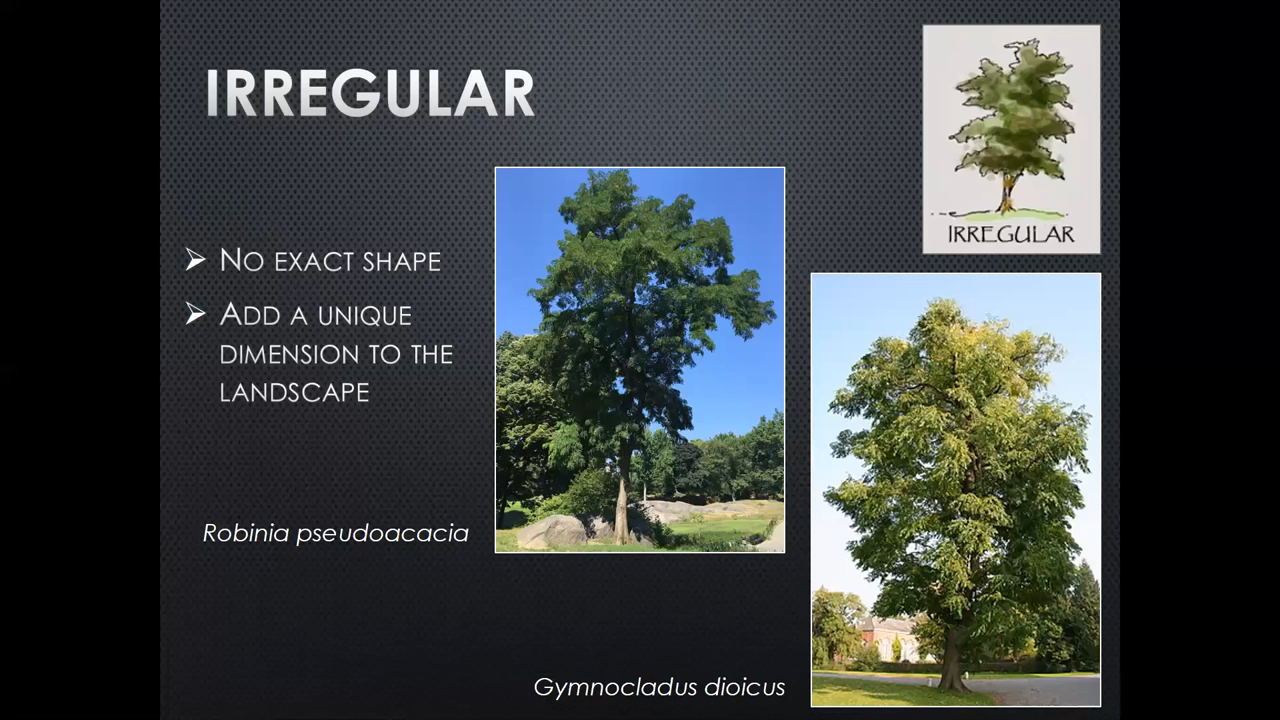 IRREGULAR
IRREGULAR
➢ NO EXACT SHAPE
➢ ADD A UNIQUE
DIMENSION TO THE
LANDSCAPE
Robinia pseudoacacia
Gymnocladus dioicus